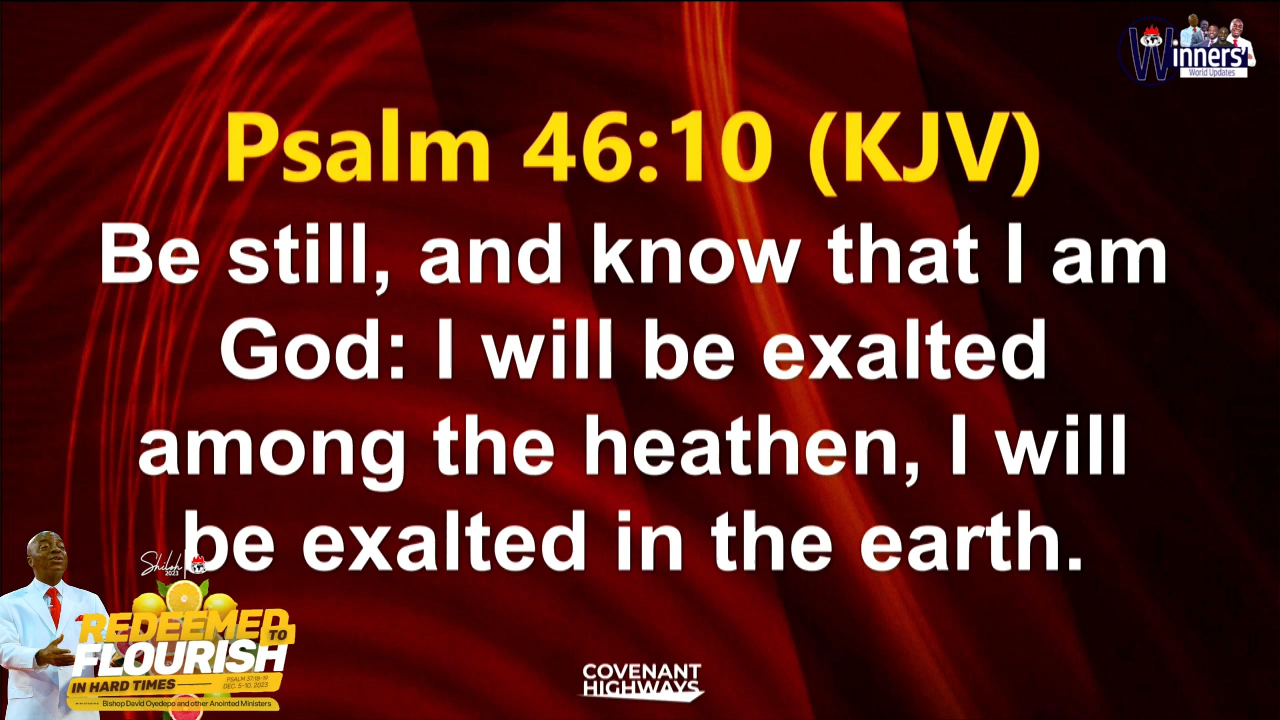 Winners'
World Updates
Psalm 46:10 (KJV)
Be still, and know that I am
God: I will be exalted
among the heathen, I will
be exalted in the earth.
Shiloh
2023
REDEEMED TO
FLOURISH
IN HARD TIMES
PSALM 37:18-19
DEC. 5-10, 2023
Bishop David Oyedepo and other Anointed Ministers
COVENANT
HIGHWAYS